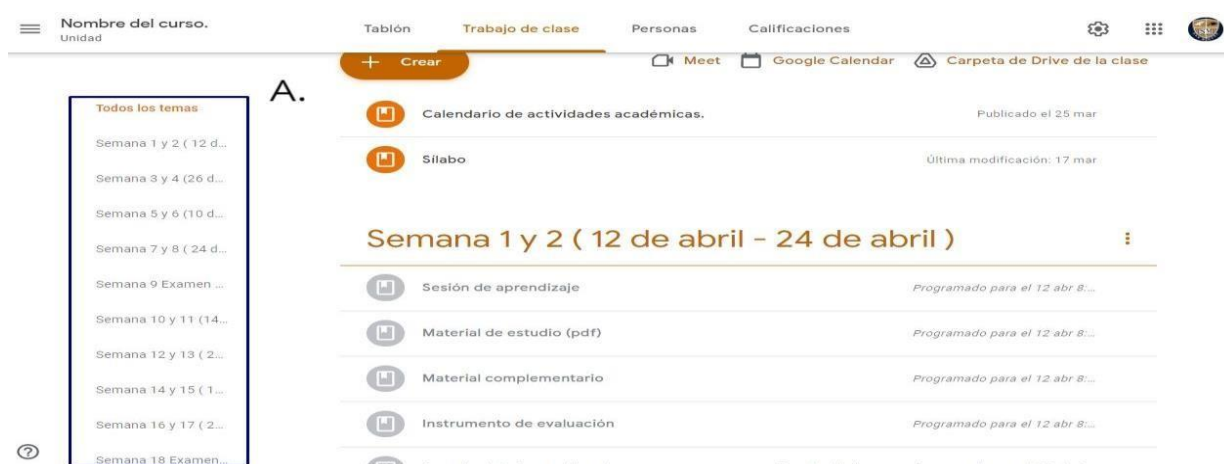 Nombre del curso.
Unidad
Tablón
Trabajo de clase
Personas
Calificaciones
Crear
Meet
Google Calendar
Carpeta de Drive de la clase
A.
Todos los temas
Semana 1 y 2 ( 12 d...
Semana 3 y 4 (26 d...
Semana 5 y 6 (10 d...
Semana 7 y 8 ( 24 d...
Semana 9 Examen ...
Semana 10 y 11 (14...
Semana 12 y 13 ( 2...
Semana 14 y 15 ( 1...
Semana 16 y 17 ( 2...
Semana 18 Examen...
Calendario de actividades académicas.
Publicado el 25 mar
Sílabo
Última modificación: 17 mar
Semana 1 y 2 ( 12 de abril - 24 de abril )
Sesión de aprendizaje
Programado para el 12 abr 8:...
Material de estudio (pdf)
Programado para el 12 abr 8:...
Material complementario
Programado para el 12 abr 8:...
Instrumento de evaluación
Programado para el 12 abr 8:...